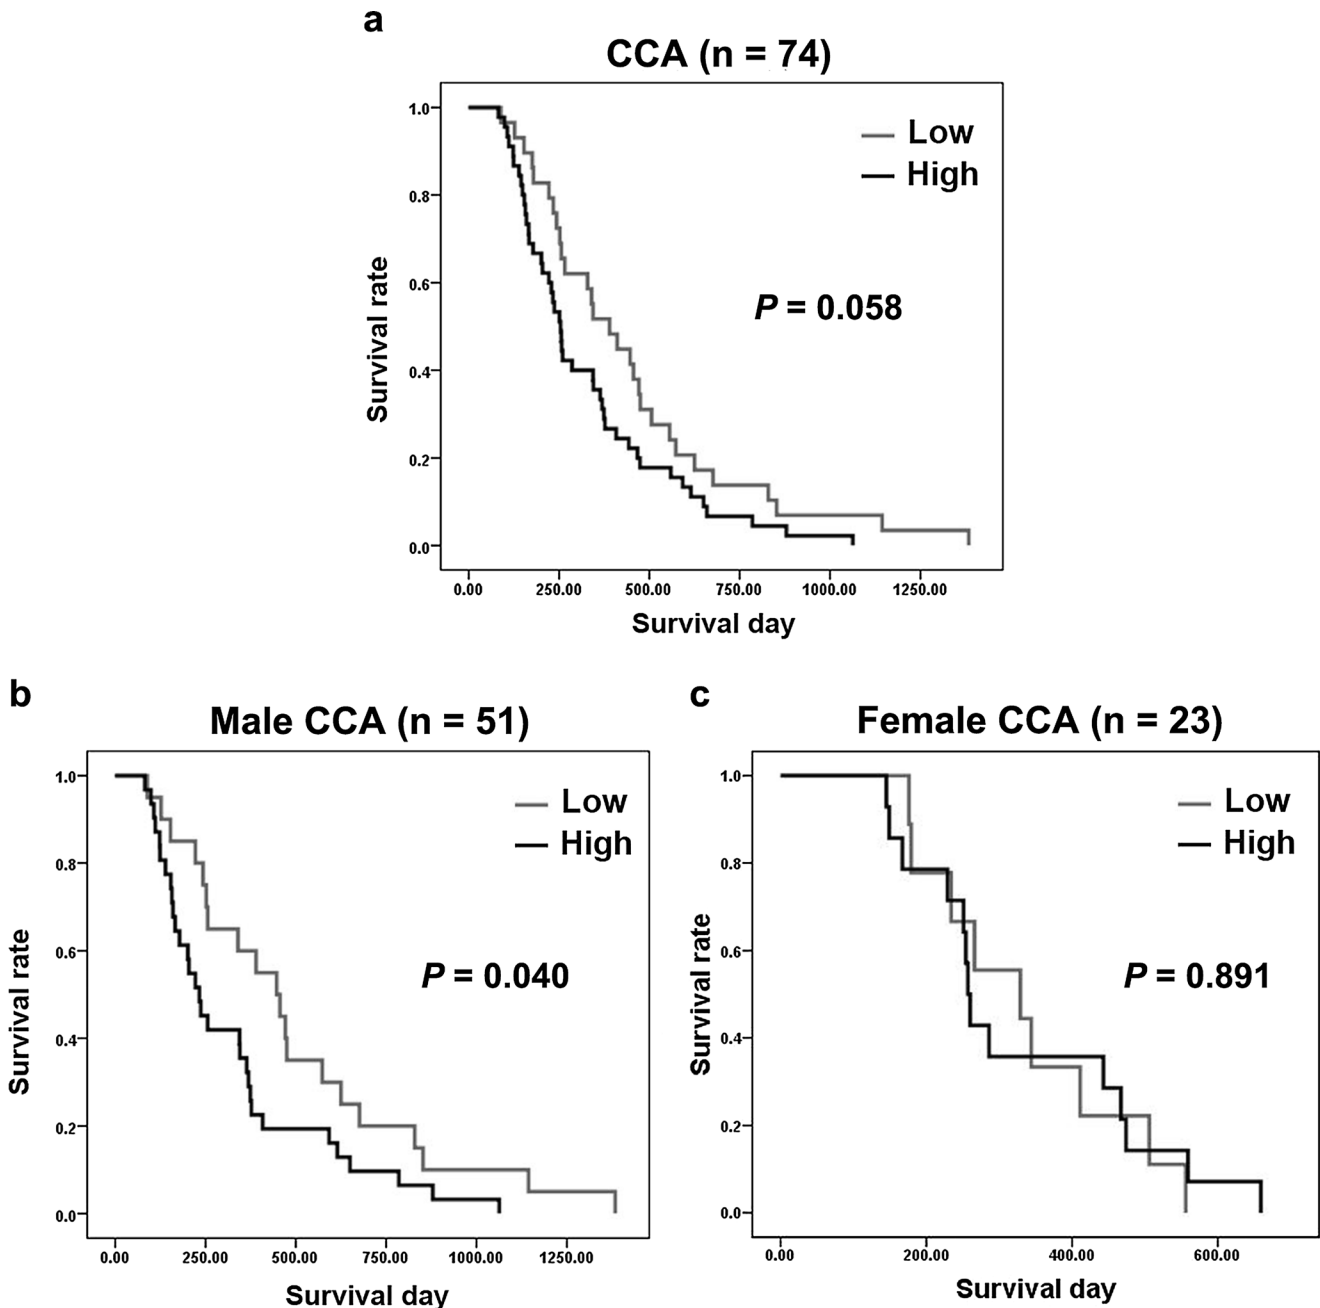 a
CCA (n = 74)
1.0
0.8
0.6
0.4
0.2
0.0
Survival rate
Low
High
P = 0.058
0.00 250.00 500.00 750.00 1000.00 1250.00
Survival day
b
Male CCA (n = 51)
1.0
0.8
0.6
0.4
0.2
0.0
Survival rate
Low
High
P = 0.040
0.00 250.00 500.00 750.00 1000.00 1250.00
Survival day
c
Female CCA (n = 23)
1.0
0.8
0.6
0.4
0.2
0.0
Survival rate
Low
High
P = 0.891
0.00 200.00 400.00 600.00
Survival day